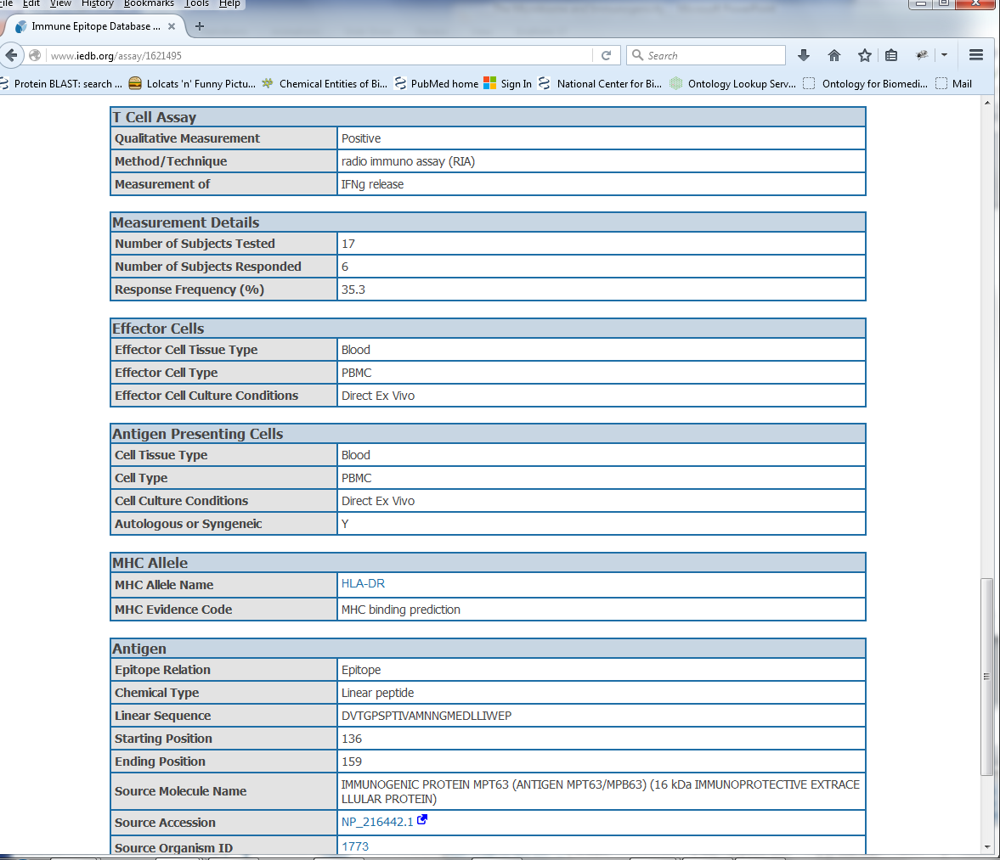 File Edit View History Bookmarks Tools Help
Immune Epitope Database ... × +
www.iedb.org/assay/1621495 Search
Protein BLAST: search ... Lolcats 'n' Funny Pictu... Chemical Entities of Bi... PubMed home Sign In National Center for Bi... Ontology Lookup Serv... Ontology for Biomedi... Mail
T Cell Assay
Qualitative Measurement Positive
Method/Technique radio immuno assay (RIA)
Measurement of IFNg release
Measurement Details
Number of Subjects Tested 17
Number of Subjects Responded 6
Response Frequency (%) 35.3
Effector Cells
Effector Cell Tissue Type Blood
Effector Cell Type PBMC
Effector Cell Culture Conditions Direct Ex Vivo
Antigen Presenting Cells
Cell Tissue Type Blood
Cell Type PBMC
Cell Culture Conditions Direct Ex Vivo
Autologous or Syngeneic Y
MHC Allele
MHC Allele Name HLA-DR
MHC Evidence Code MHC binding prediction
Antigen
Epitope Relation Epitope
Chemical Type Linear peptide
Linear Sequence DVTGPSPTIVAMNNGMEDLLIWEP
Starting Position 136
Ending Position 159
Source Molecule Name IMMUNOGENIC PROTEIN MPT63 (ANTIGEN MPT63/MPB63) (16 kDa IMMUNOPROTECTIVE EXTRACE
LLULAR PROTEIN)
Source Accession NP_216442.1
Source Organism ID 1773